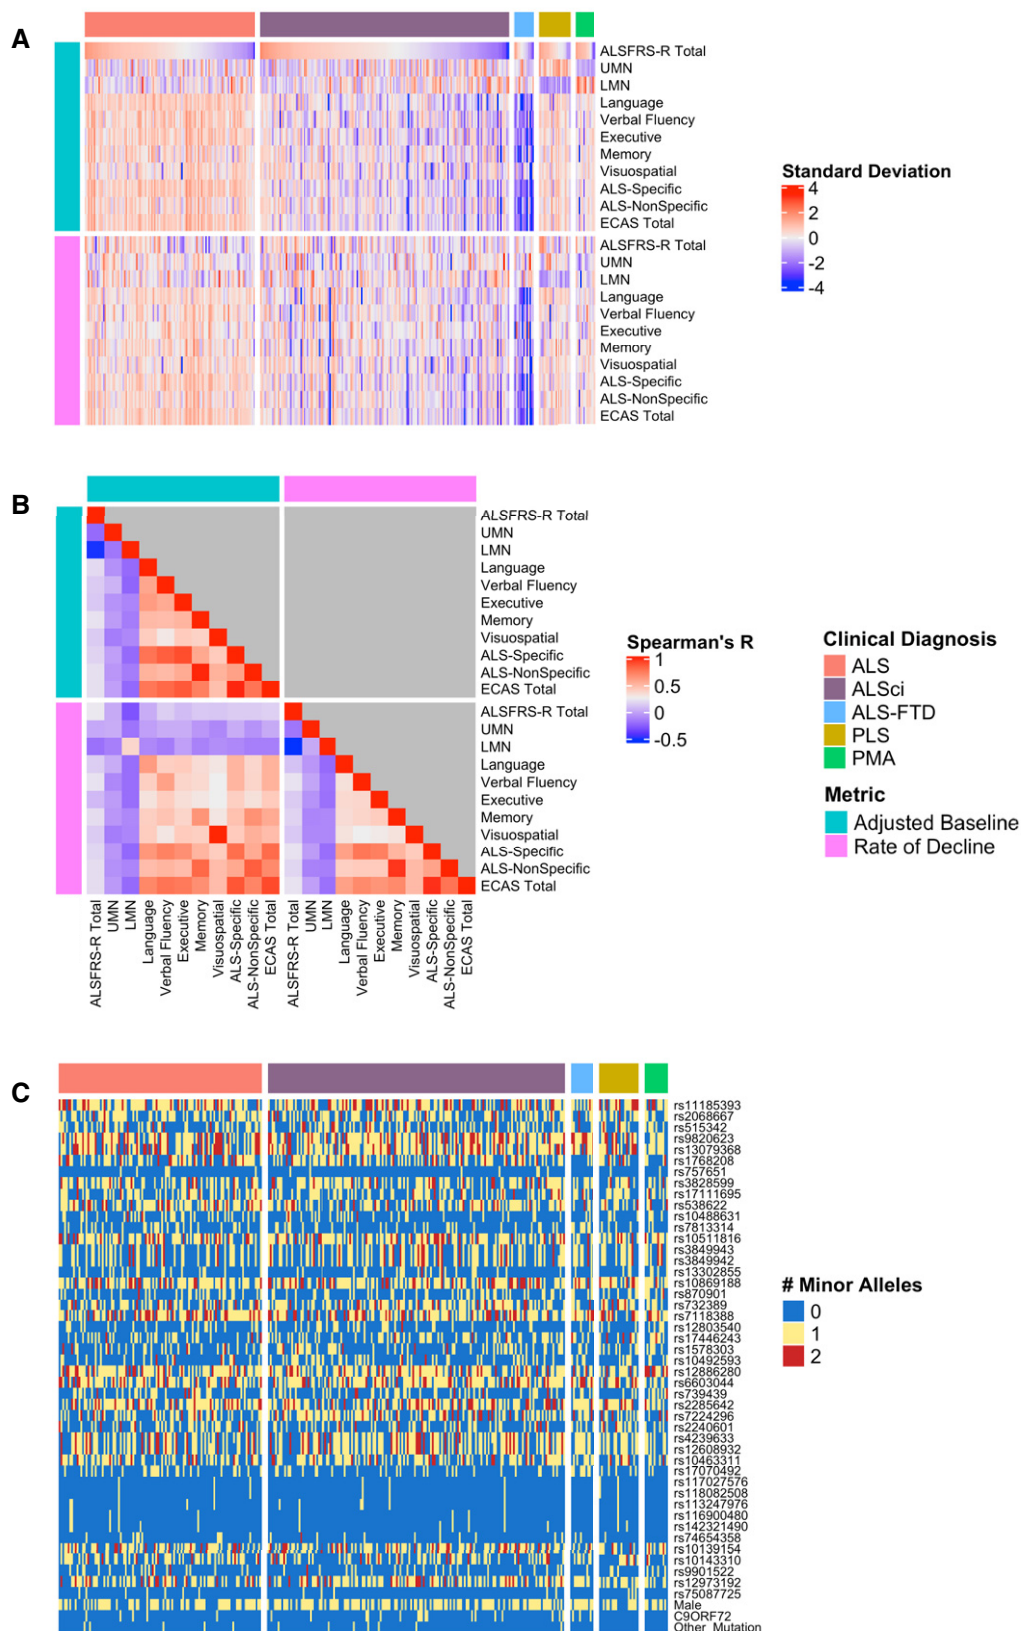 A
ALSFRS-R Total
UMN
LMN
Language
Verbal Fluency
Executive
Memory
Visuospatial
ALS-Specific
ALS-NonSpecific
ECAS Total
ALSFRS-R Total
UMN
LMN
Language
Verbal Fluency
Executive
Memory
Visuospatial
ALS-Specific
ALS-NonSpecific
ECAS Total
Standard Deviation
4
2
0
-2
-4
B
ALSFRS-R Total
UMN
LMN
Language
Verbal Fluency
Executive
Memory
Visuospatial
ALS-Specific
ALS-NonSpecific
ECAS Total
ALSFRS-R Total
UMN
LMN
Language
Verbal Fluency
Executive
Memory
Visuospatial
ALS-Specific
ALS-NonSpecific
ECAS Total
ALSFRS-R Total
UMN
LMN
Language
Verbal Fluency
Executive
Memory
Visuospatial
ALS-Specific
ALS-NonSpecific
ECAS Total
ALSFRS-R Total
UMN
LMN
Language
Verbal Fluency
Executive
Memory
Visuospatial
ALS-Specific
ALS-NonSpecific
ECAS Total
Spearman's R
1
0.5
0
-0.5
Clinical Diagnosis
ALS
ALSci
ALS-FTD
PLS
PMA
Metric
Adjusted Baseline
Rate of Decline
C
rs11185393
rs2068667
rs515342
rs9820623
rs13079368
rs1768208
rs757651
rs3828599
rs17111695
rs538622
rs10488631
rs7813314
rs10511816
rs3849943
rs3849942
rs13302855
rs10869188
rs870901
rs732389
rs7118388
rs12803540
rs17446243
rs1578303
rs10492593
rs12886280
rs6603044
rs739439
rs2285642
rs7224296
rs2240601
rs4239633
rs12608932
rs10463311
rs17070492
rs117027576
rs118082508
rs113247976
rs116900480
rs142321490
rs74654358
rs10139154
rs10143310
rs9901522
rs12973192
rs75087725
Male
C9ORF72
Other_Mutation
# Minor Alleles
0
1
2